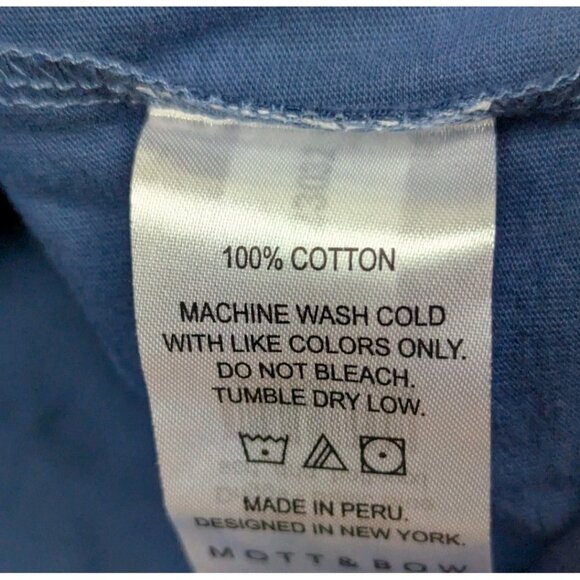 100% COTTON
MACHINE WASH COLD
WITH LIKE COLORS ONLY.
DO NOT BLEACH.
TUMBLE DRY LOW.
MADE IN PERU.
DESIGNED IN NEW YORK.
MOTT & BOW